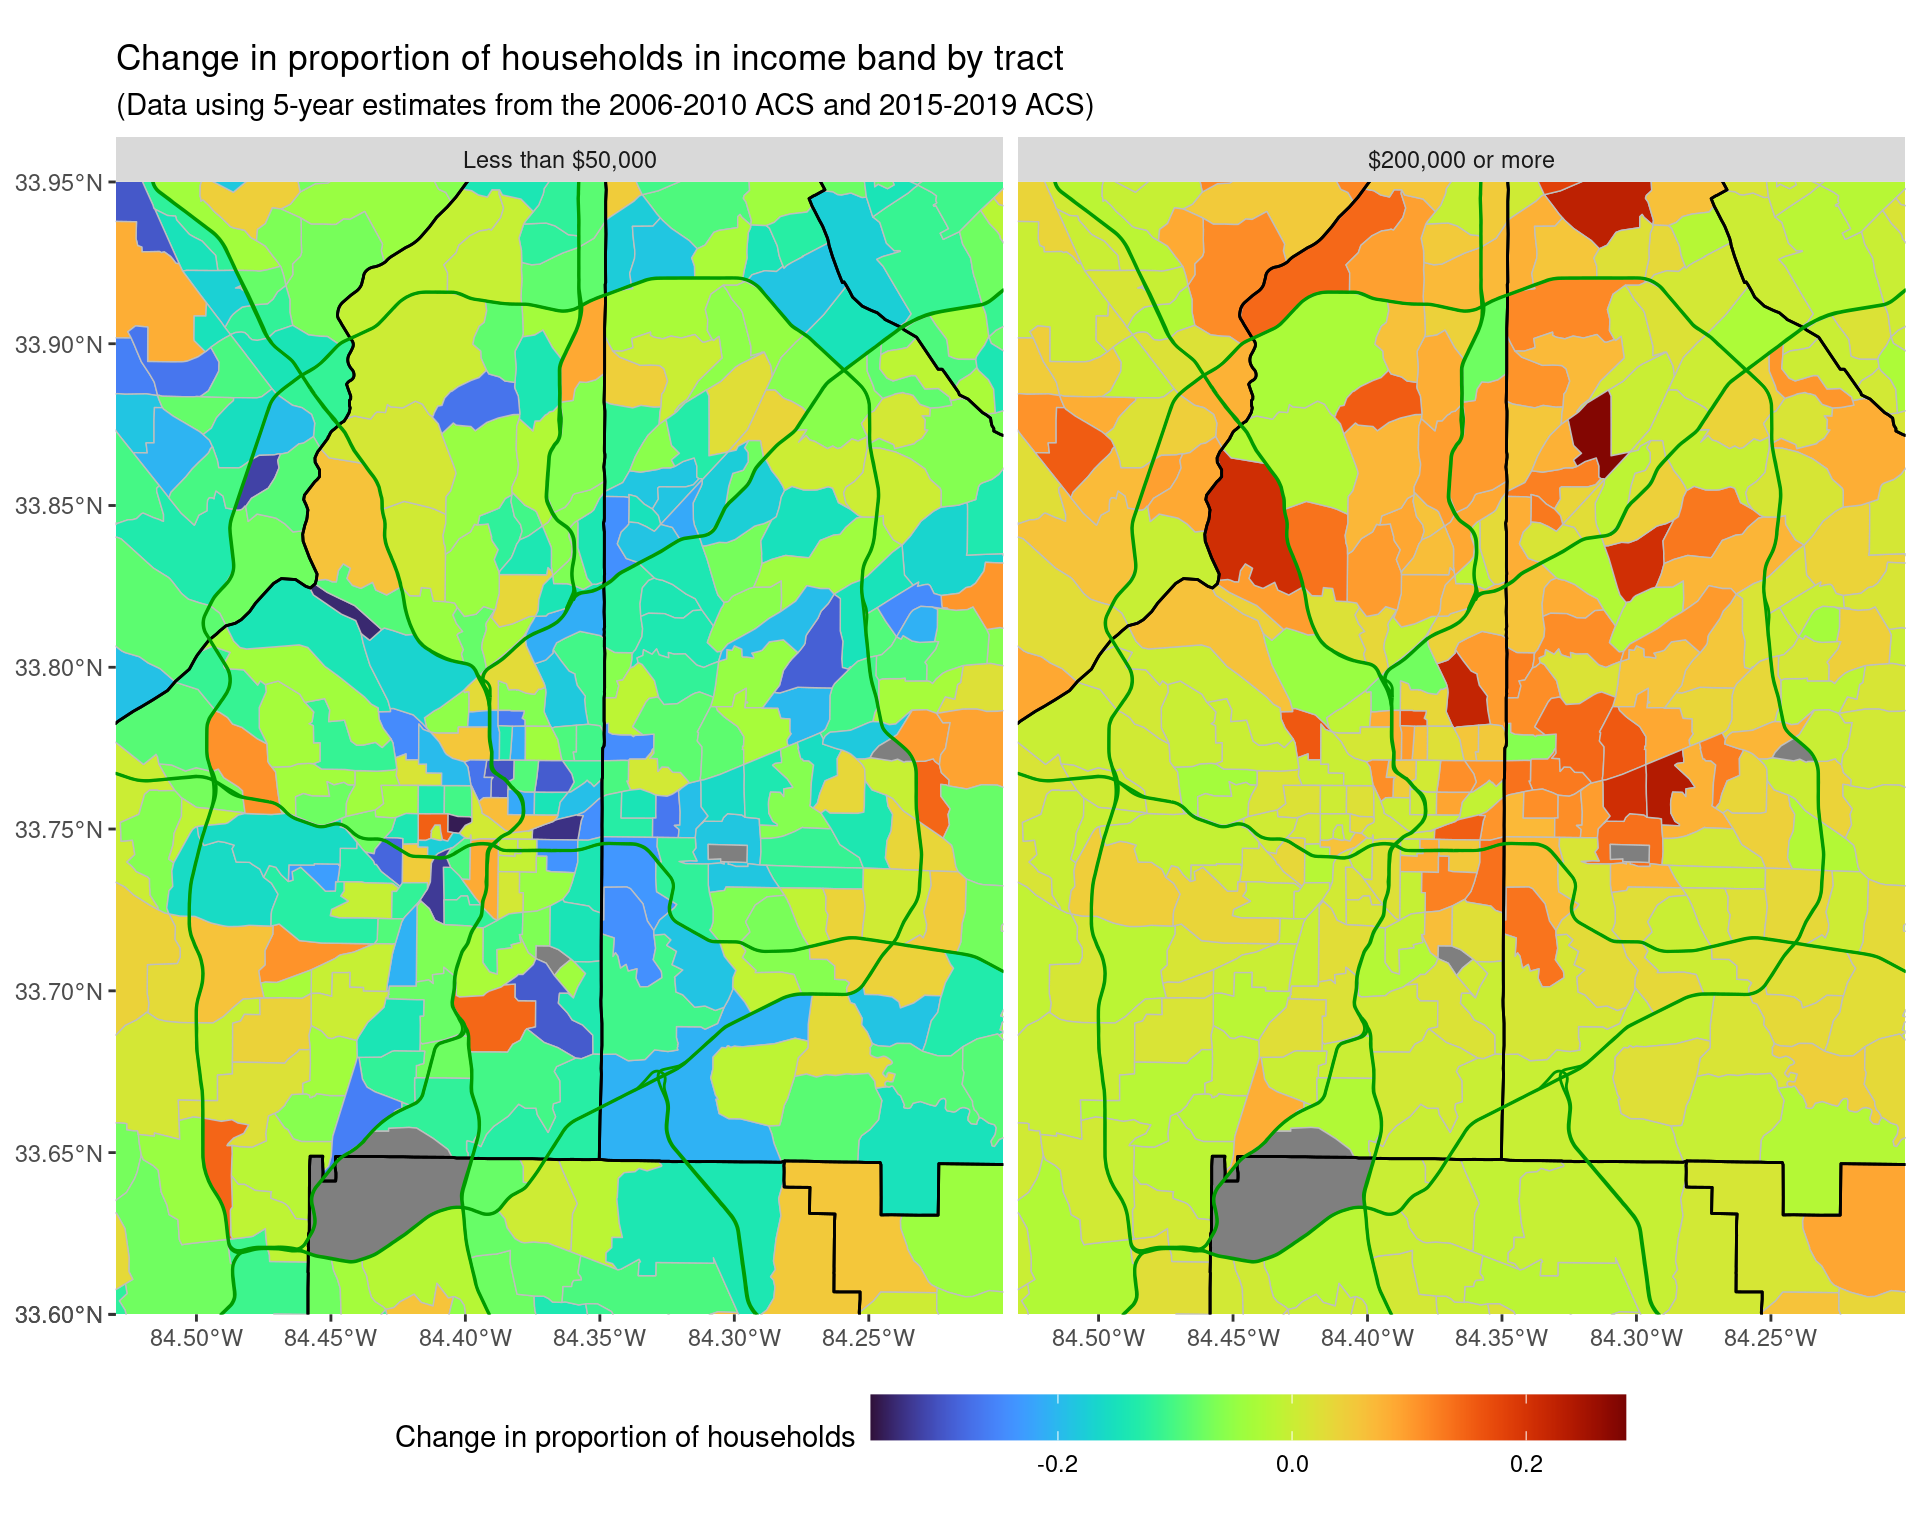 Change in proportion of households in income band by tract
(Data using 5-year estimates from the 2006-2010 ACS and 2015-2019 ACS)
Less than $50,000 $200,000 or more
33.95°N
33.90°N
33.85°N
33.80°N
33.75°N
33.70°N
33.65°N
33.60°N
84.50°W 84.45°W 84.40°W 84.35°W 84.30°W 84.25°W 84.50°W 84.45°W 84.40°W 84.35°W 84.30°W 84.25°W
Change in proportion of households
-0.2 0.0 0.2